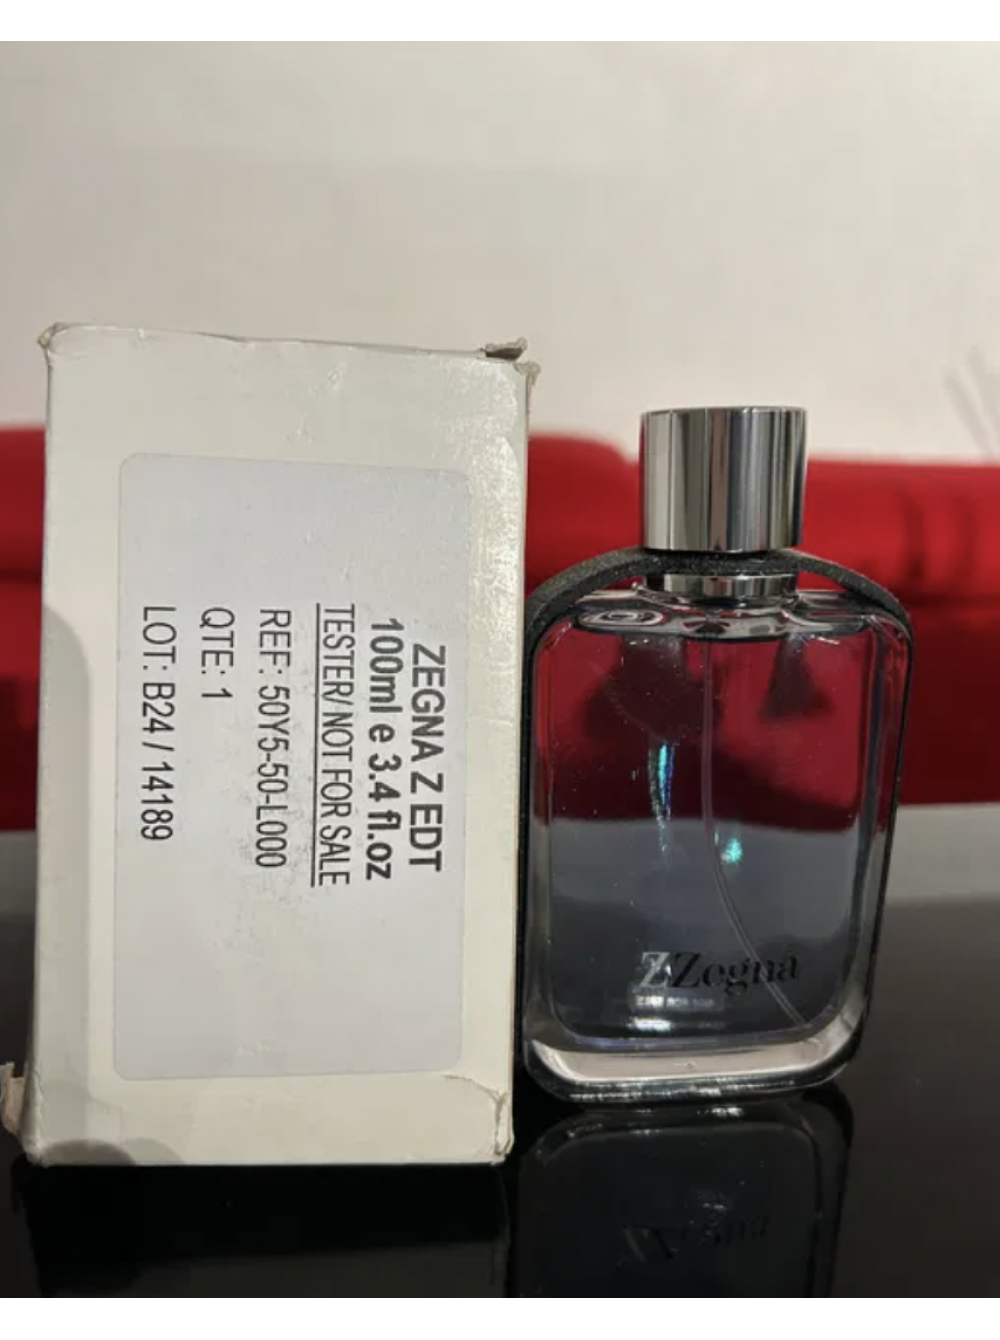 ZEGNA Z EDT
100ml e 3.4 fl.oz
TESTER/ NOT FOR SALE
REF: 50Y5-50-L000
QTE: 1
LOT: B24 / 14189
ZZegna